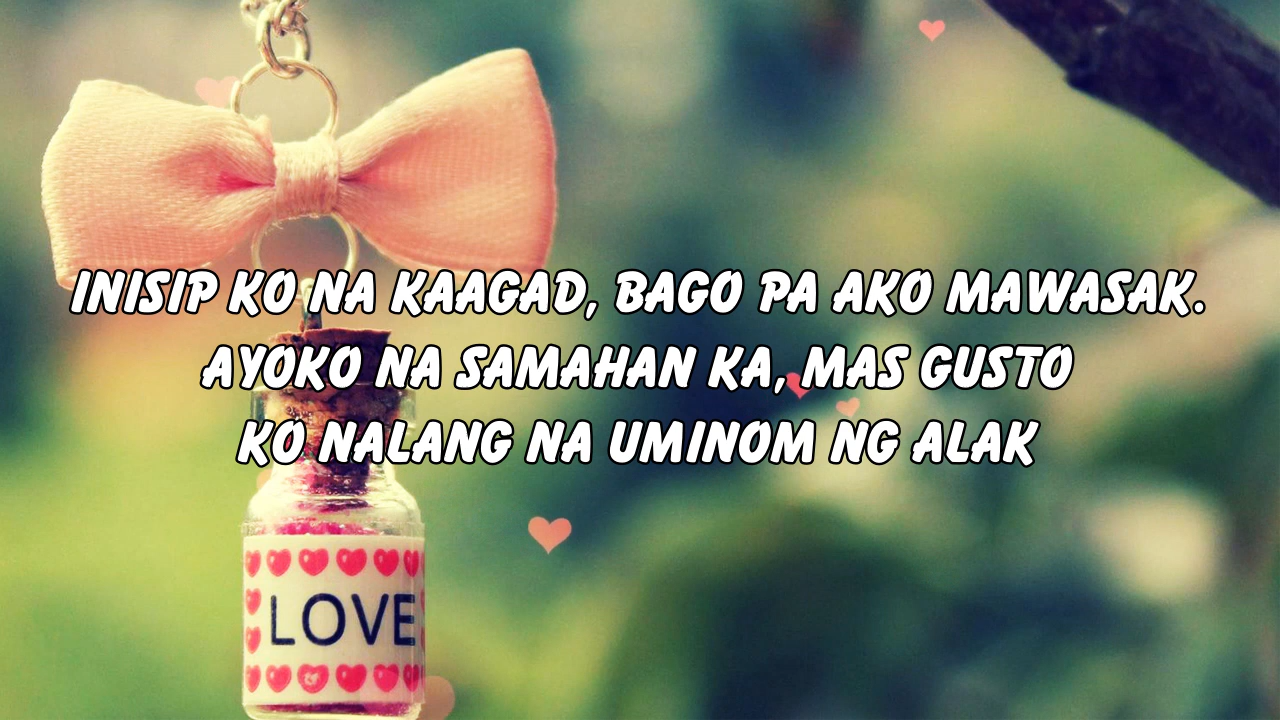 INISIP KO NA KAAGAD, BAGO PA AKO MAWASAK.
AYOKO NA SAMAHAN KA, MAS GUSTO
KO NALANG NA UMINOM NG ALAK
LOVE